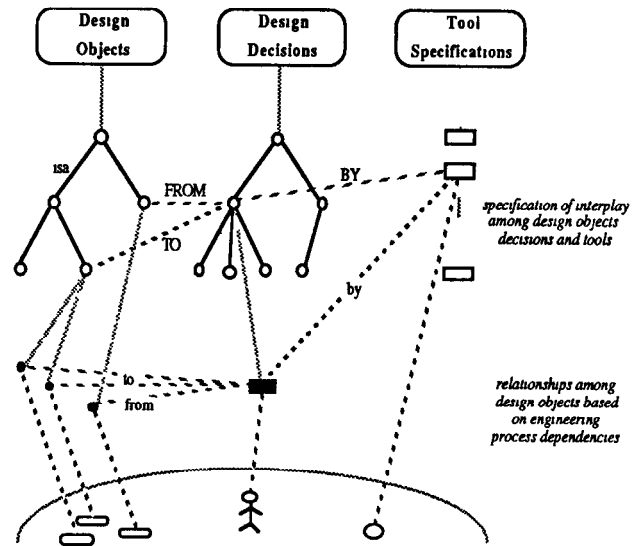 Design
Objects
Design
Decisions
Tool
Specifications
isa
FROM
BY
TO
specification of interplay
among design objects
decisions and tools
by
to
from
relationships among
design objects based
on engineering
process dependencies